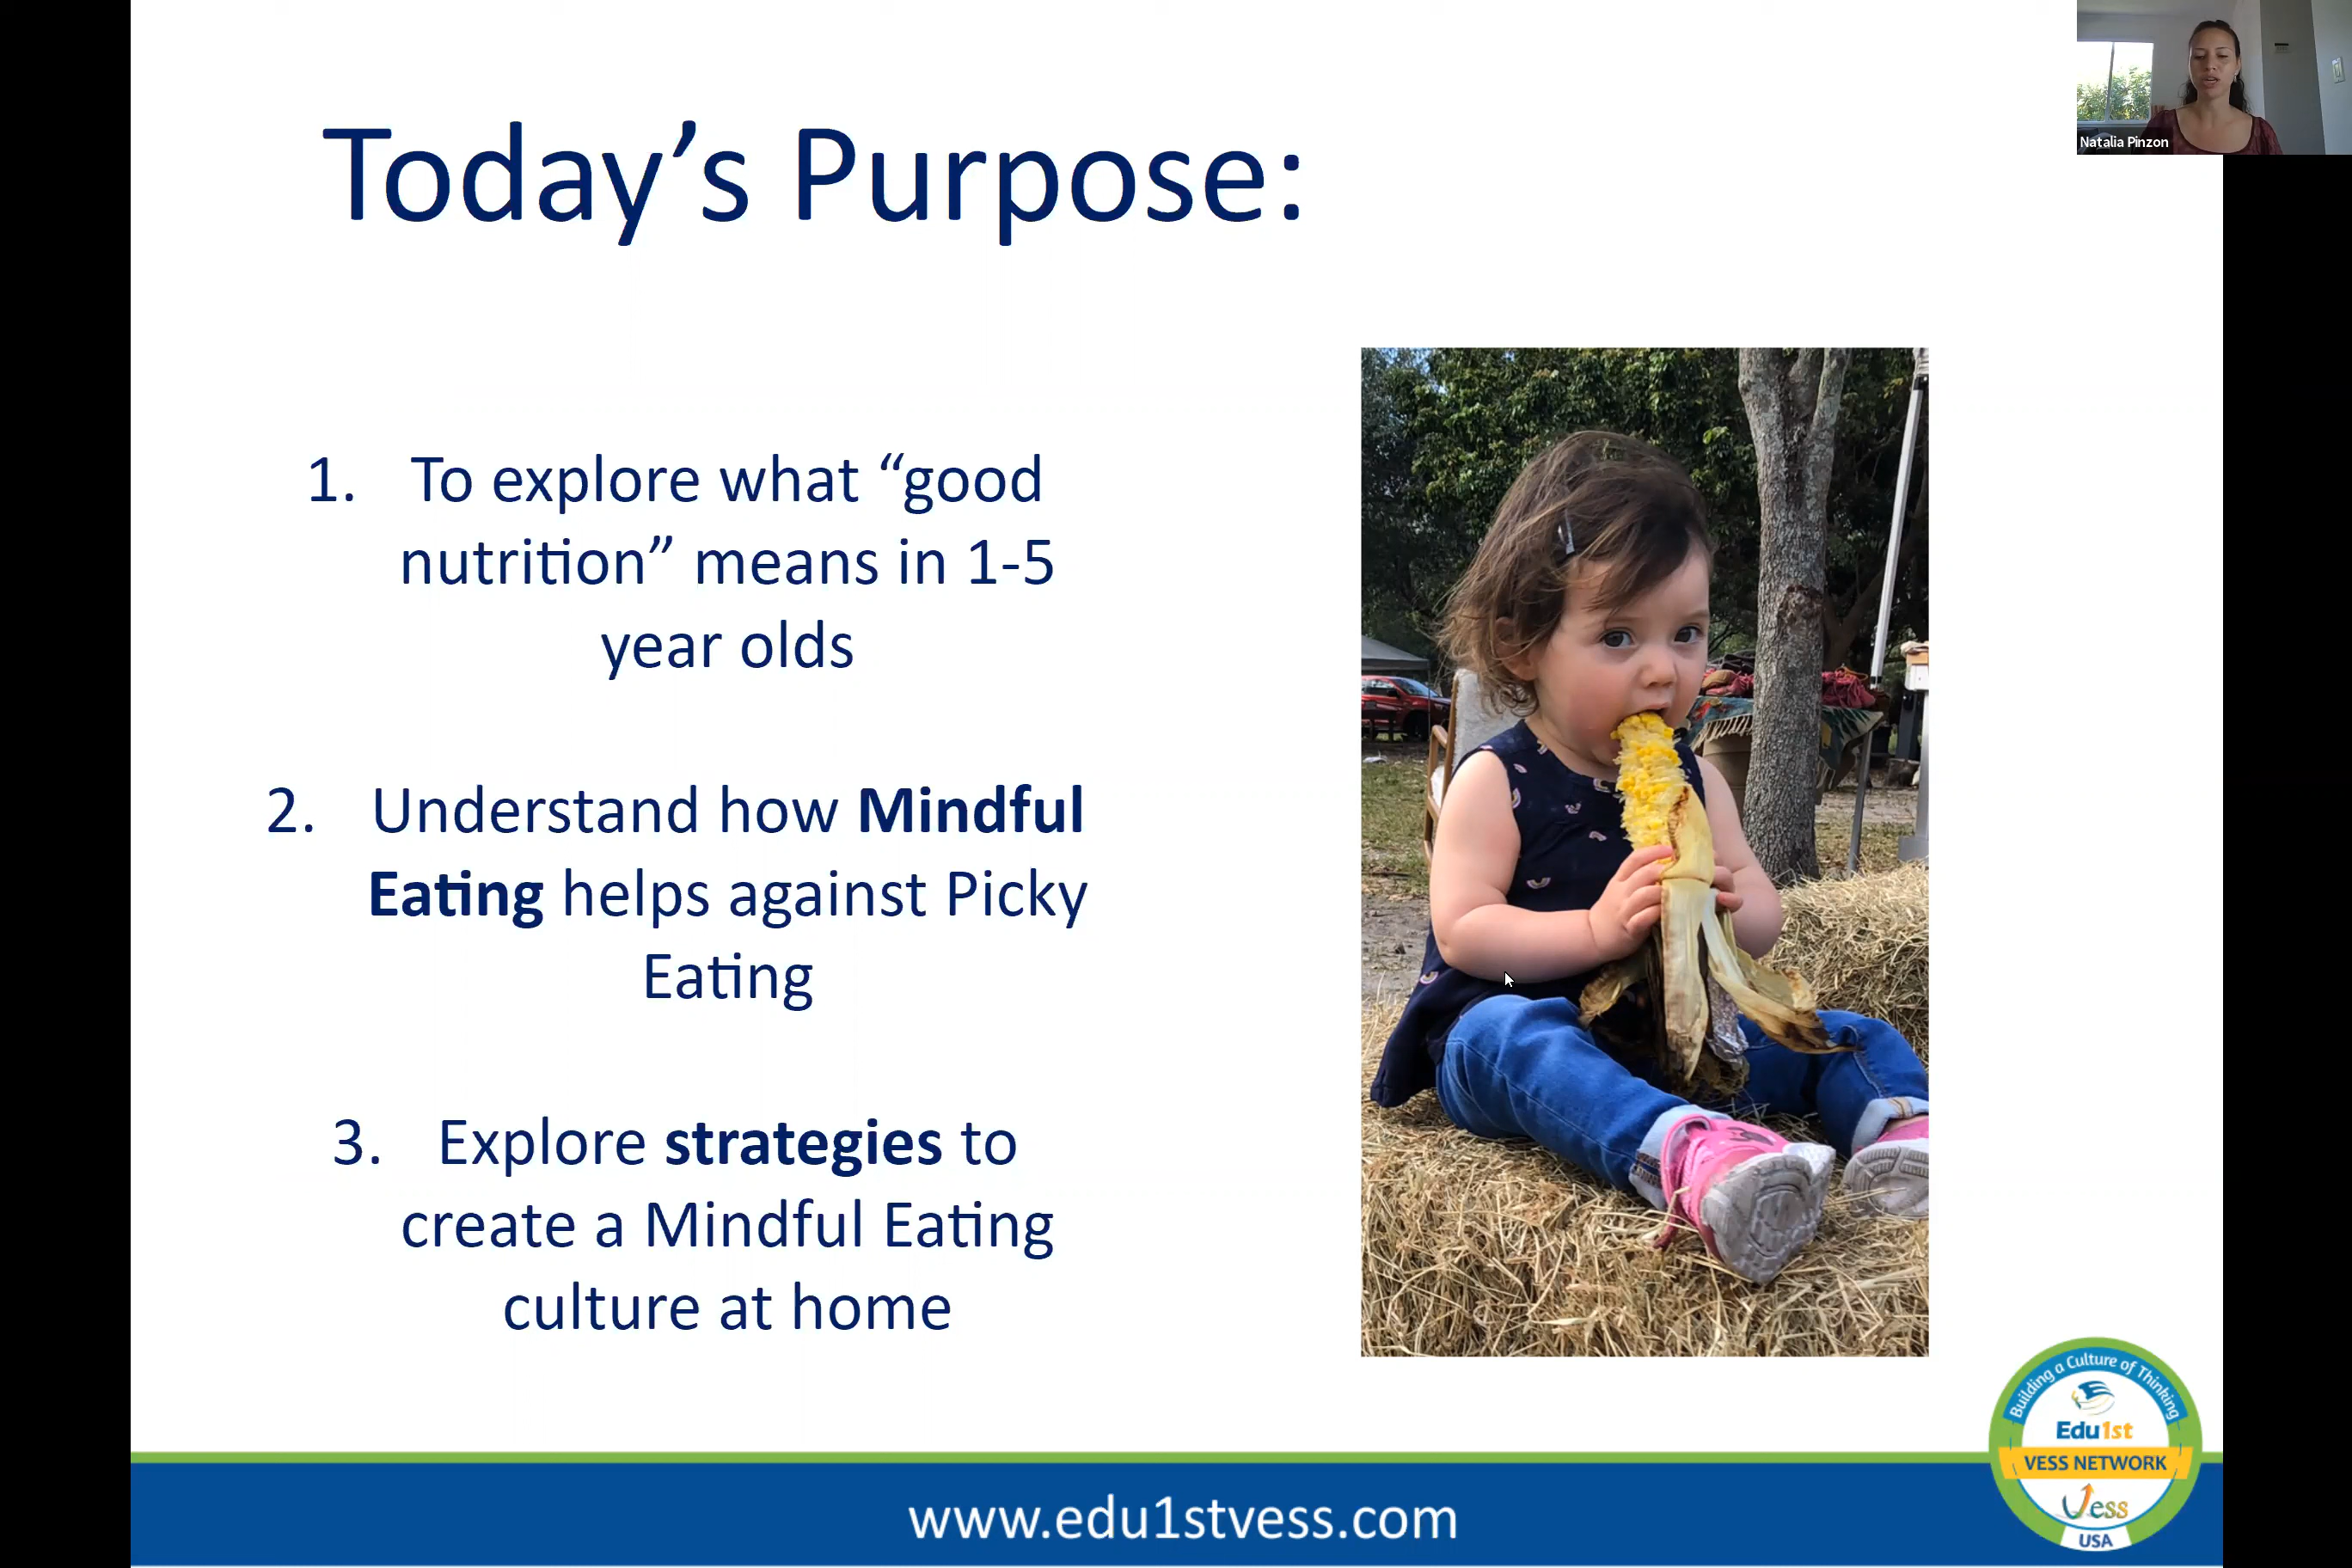 Today’s Purpose:
Natalia Pinzon
1. To explore what “good
nutrition” means in 1-5
year olds
2. Understand how Mindful
Eating helps against Picky
Eating
3. Explore strategies to
create a Mindful Eating
culture at home
Building a Culture of Thinking
Edu1st
VESS NETWORK
Vess
USA
www.edu1stvess.com